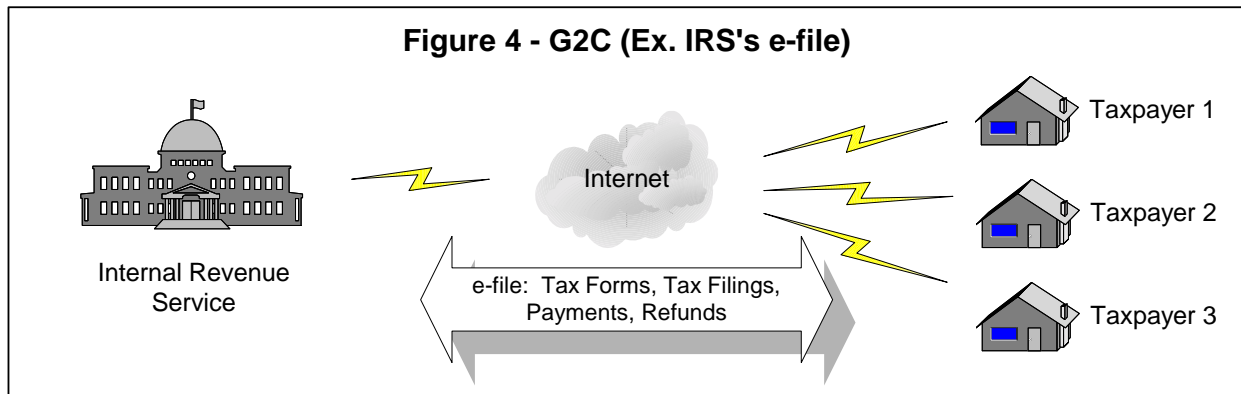 Figure 4 - G2C (Ex. IRS's e-file)
Taxpayer 1
Internet
Taxpayer 2
Internal Revenue
Service
e-file:  Tax Forms, Tax Filings,
Payments, Refunds
Taxpayer 3